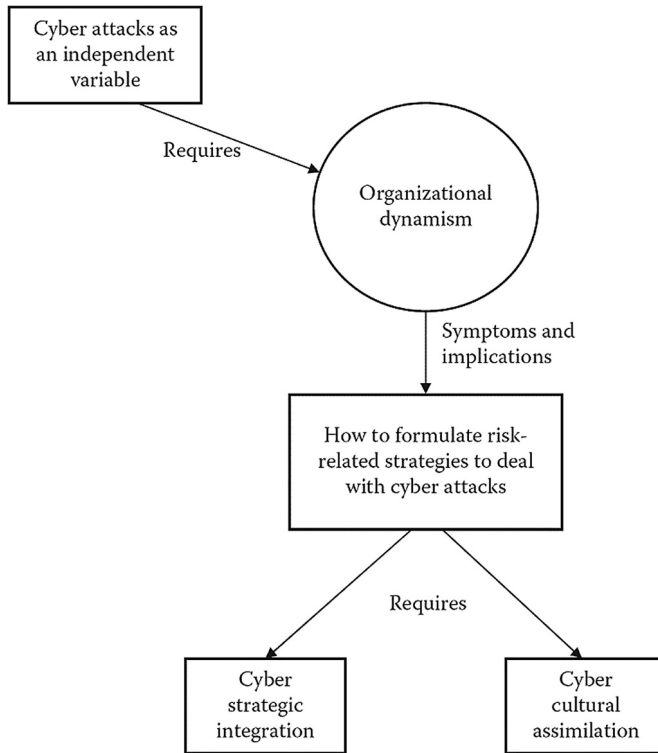 Cyber attacks as
an independent
variable
Requires
Organizational
dynamism
Symptoms and
implications
How to formulate risk-
related strategies to deal
with cyber attacks
Requires
Cyber
strategic
integration
Cyber
cultural
assimilation